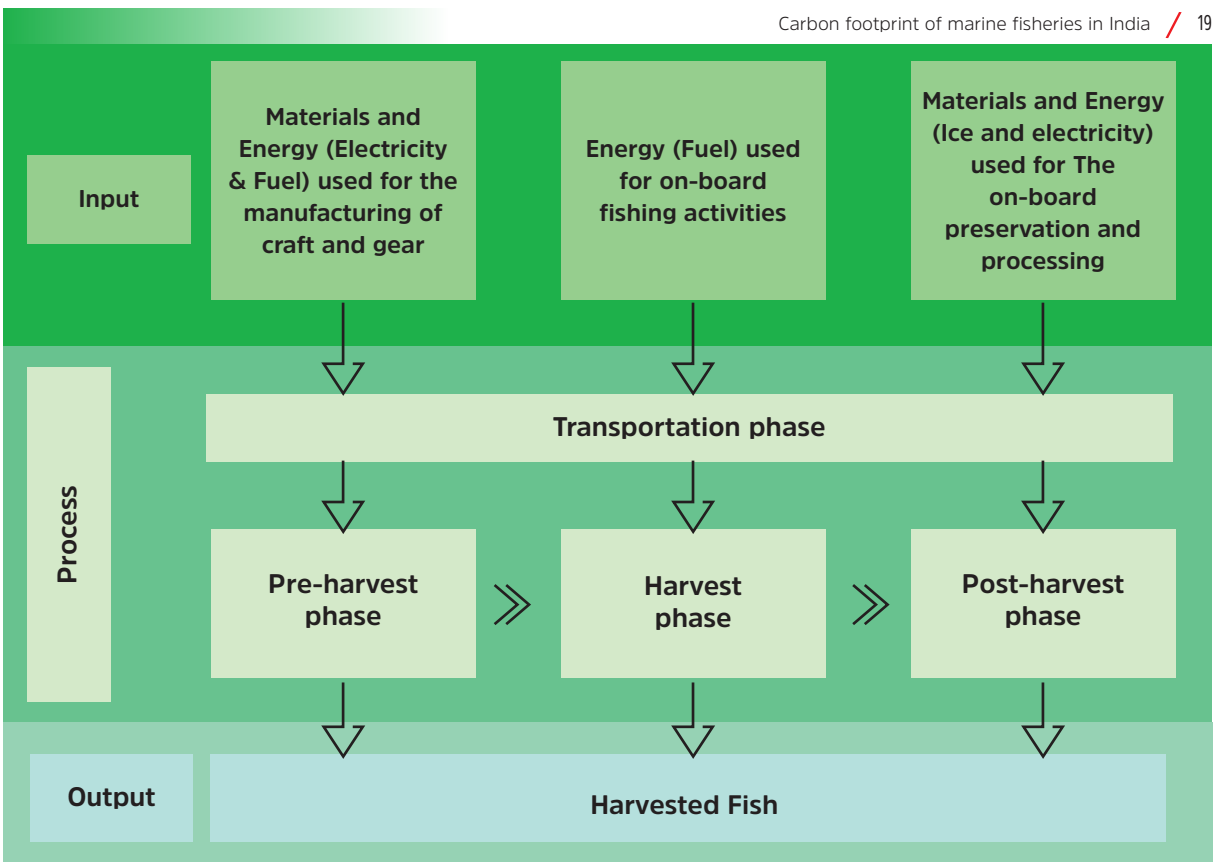 Carbon footprint of marine fisheries in India / 19
Input
Materials and
Energy (Electricity
& Fuel) used for the
manufacturing of
craft and gear
Energy (Fuel) used
for on-board
fishing activities
Materials and Energy
(Ice and electricity)
used for The
on-board
preservation and
processing
Process
Transportation phase
Pre-harvest
phase
Harvest
phase
Post-harvest
phase
Output
Harvested Fish